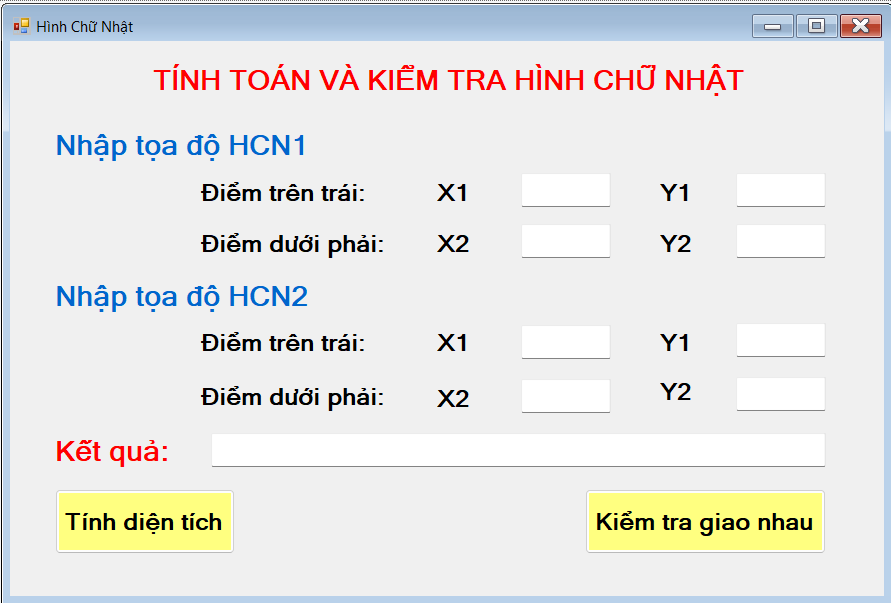 Hình Chữ Nhật
TÍNH TOÁN VÀ KIỂM TRA HÌNH CHỮ NHẬT
Nhập tọa độ HCN1
Điểm trên trái: X1 Y1
Điểm dưới phải: X2 Y2
Nhập tọa độ HCN2
Điểm trên trái: X1 Y1
Điểm dưới phải: X2 Y2
Kết quả:
Tính diện tích Kiểm tra giao nhau